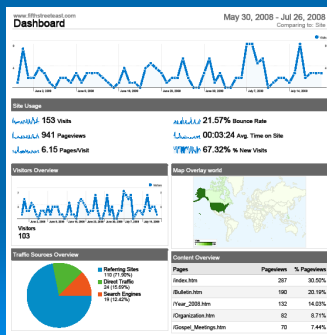 www.fifthstreeteast.com
Dashboard
May 30, 2008 - Jul 26, 2008
Comparing to: Site
Visits
Site Usage
153 Visits
941 Pageviews
6.15 Pages/Visit
21.57% Bounce Rate
00:03:24 Avg. Time on Site
67.32% % New Visits
Visitors Overview
Visitors
Visitors
103
Map Overlay world
Traffic Sources Overview
Referring Sites
110 (71.90%)
Direct Traffic
24 (15.69%)
Search Engines
19 (12.42%)
Content Overview
Pages Pageviews % Pageviews
/index.htm 287 30.50%
/Bulletin.htm 190 20.19%
/Year_2008.htm 132 14.03%
/Organization.htm 82 8.71%
/Gospel_Meetings.htm 70 7.44%